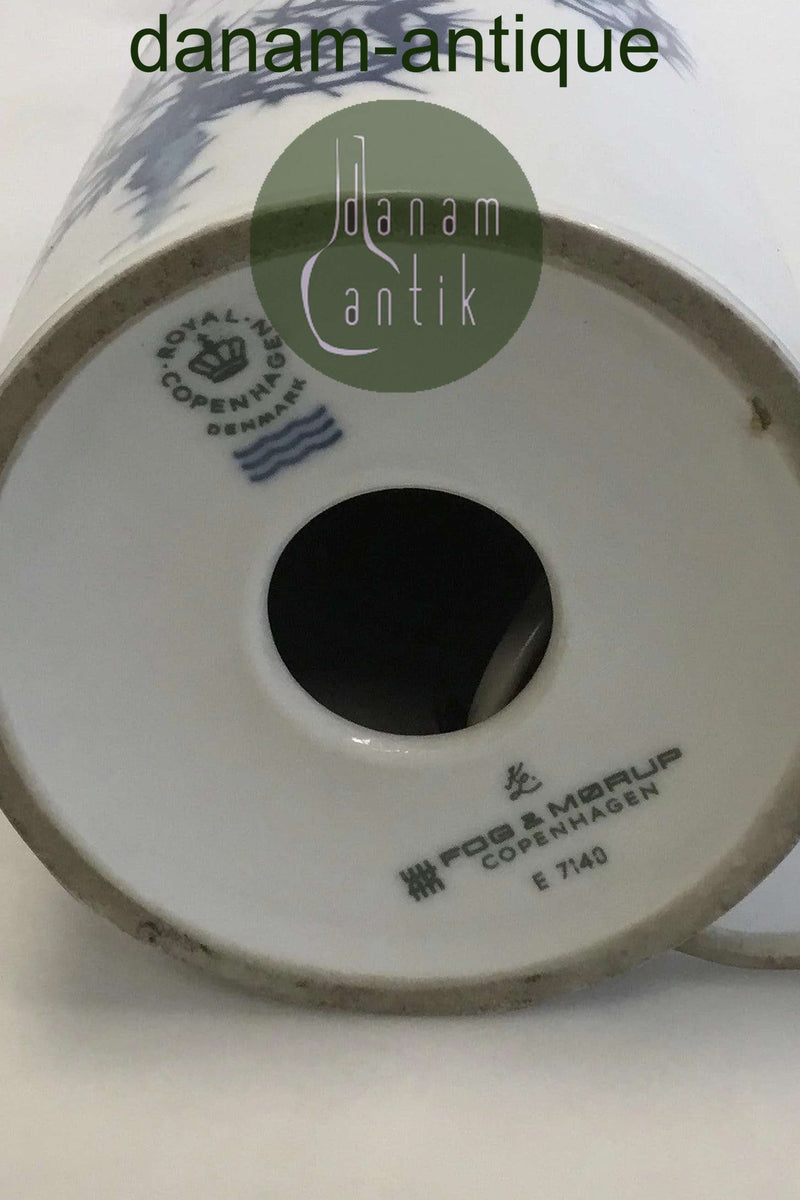 danam-antique
danam
antik
ROYAL · COPENHAGEN ·
DENMARK
FOG & MØRUP
COPENHAGEN
E 7140